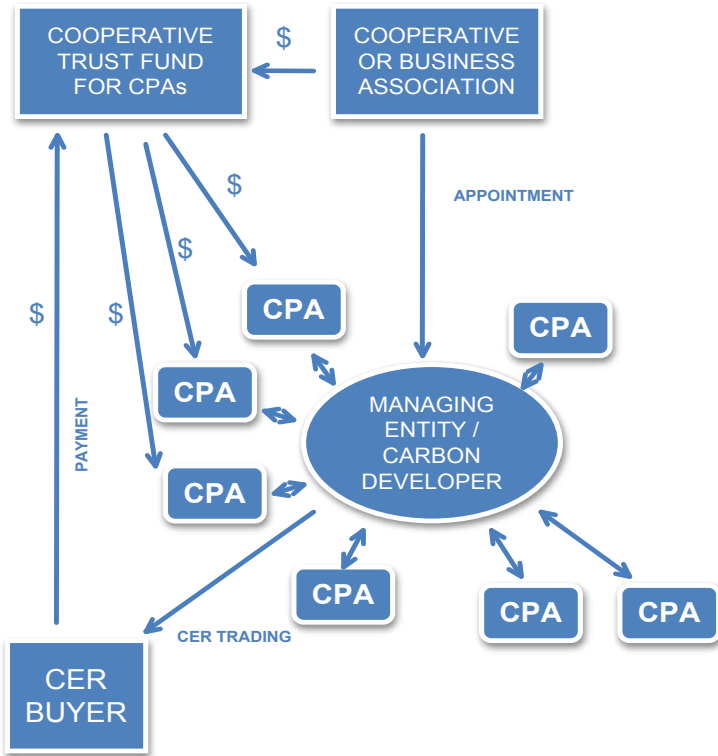 COOPERATIVE
TRUST FUND
FOR CPAs
$
COOPERATIVE
OR BUSINESS
ASSOCIATION
$
APPOINTMENT
$
$
$
CPA
CPA
CPA
CPA
MANAGING
ENTITY /
CARBON
DEVELOPER
PAYMENT
CPA
CPA
CPA
CPA
CER TRADING
CER
BUYER